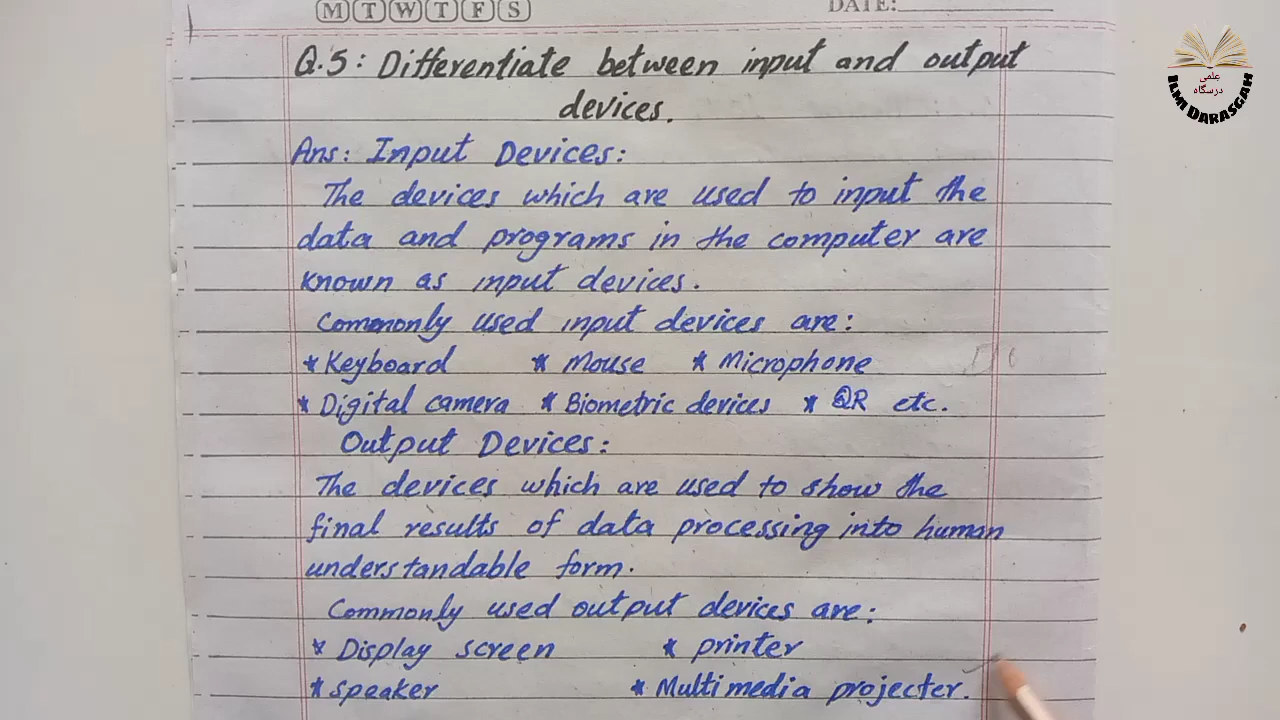 M T W T F S
DATE:
علمی
درسگاہ
ILMI DARASGAH
Q.5: Differentiate between input and output
devices.
Ans: Input Devices:
The devices which are used to input the
data and programs in the computer are
known as input devices.
Commonly used input devices are:
* Keyboard * Mouse * Microphone
* Digital camera * Biometric devices * QR etc.
Output Devices:
The devices which are used to show the
final results of data processing into human
understandable form.
Commonly used output devices are:
* Display screen * printer
* speaker * Multimedia projecter.